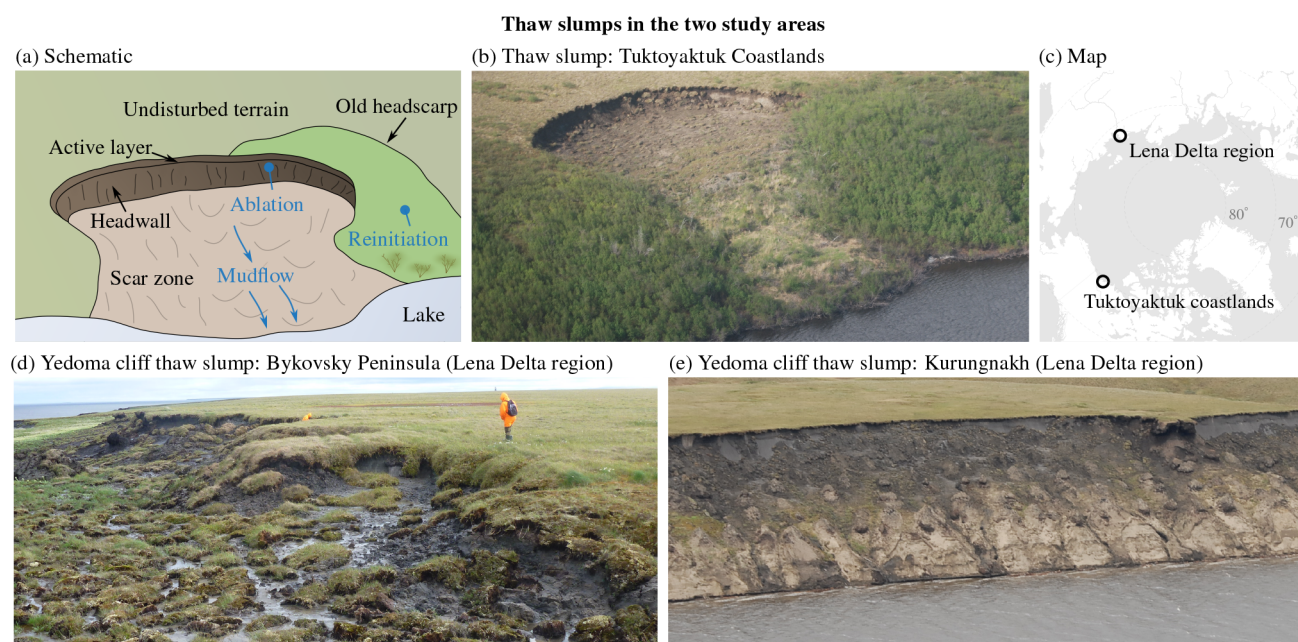 Thaw slumps in the two study areas
(a) Schematic
Undisturbed terrain
Old headscarp
Active layer
Headwall
Ablation
Reinitiation
Scar zone
Mudflow
Lake
(b) Thaw slump: Tuktoyaktuk Coastlands
(c) Map
Lena Delta region
80°
70°
Tuktoyaktuk coastlands
(d) Yedoma cliff thaw slump: Bykovsky Peninsula (Lena Delta region)
(e) Yedoma cliff thaw slump: Kurungnakh (Lena Delta region)